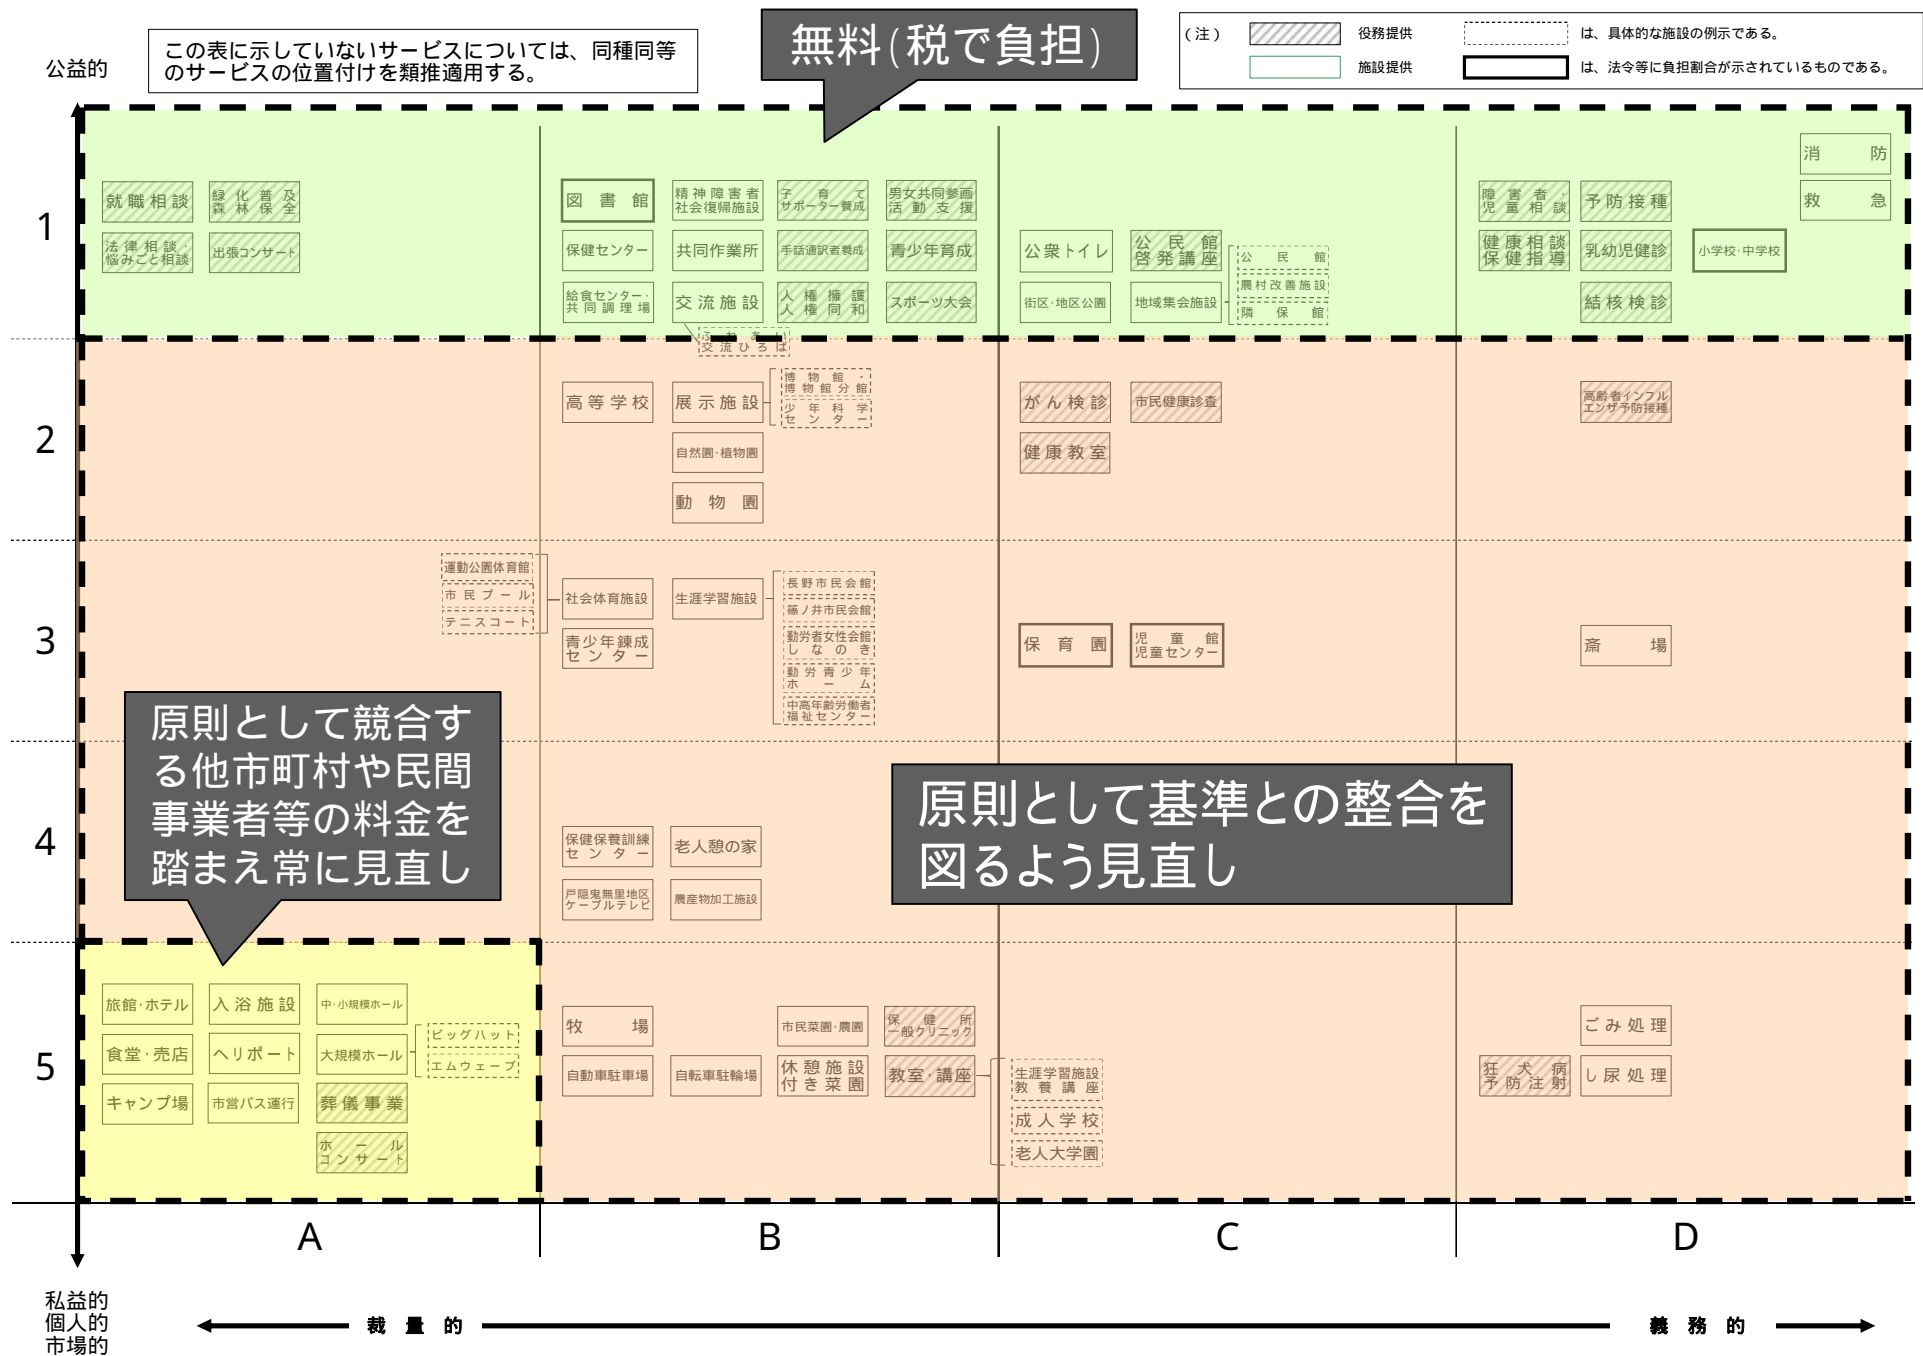 公益的
この表に示していないサービスについては、同種同等
のサービスの位置付けを類推適用する。
無料(税で負担)
(注)
役務提供
は、具体的な施設の例示である。
施設提供
は、法令等に負担割合が示されているものである。
1
就職相談
緑化普及
森林保全
法律相談・
悩みごと相談
出張コンサート
図書館
精神障害者
社会復帰施設
子育て
サポーター養成
男女共同参画
活動支援
保健センター
共同作業所
手話通訳者養成
青少年育成
給食センター・
共同調理場
交流施設
人権擁護
人権同和
スポーツ大会
ふれあい
交流ひろば
公衆トイレ
公民館
啓発講座
街区・地区公園
地域集会施設
公民館
農村改善施設
隣保館
消防
救急
障害者・
児童相談
予防接種
健康相談
保健指導
乳幼児健診
小学校・中学校
結核検診
2
高等学校
展示施設
博物館・
博物館分館
少年科学
センター
自然園・植物園
動物園
がん検診
市民健康診査
健康教室
高齢者インフル
エンザ予防接種
3
運動公園体育館
市民プール
テニスコート
社会体育施設
青少年錬成
センター
生涯学習施設
長野市民会館
篠ノ井市民会館
勤労者女性会館
しなのき
勤労青少年
ホーム
中高年齢労働者
福祉センター
保育園
児童館
児童センター
斎場
原則として競合す
る他市町村や民間
事業者等の料金を
踏まえ常に見直し
原則として基準との整合を
図るよう見直し
4
保健保養訓練
センター
老人憩の家
戸隠鬼無里地区
ケーブルテレビ
農産物加工施設
5
旅館・ホテル
入浴施設
中・小規模ホール
食堂・売店
ヘリポート
大規模ホール
ビッグハット
エムウェーブ
キャンプ場
市営バス運行
葬儀事業
ホール
コンサート
牧場
市民菜園・農園
保健所
一般クリニック
自動車駐車場
自転車駐輪場
休憩施設
付き菜園
教室・講座
生涯学習施設
教養講座
成人学校
老人大学園
ごみ処理
狂犬病
予防注射
し尿処理
A
B
C
D
私益的
個人的
市場的
裁量的
義務的